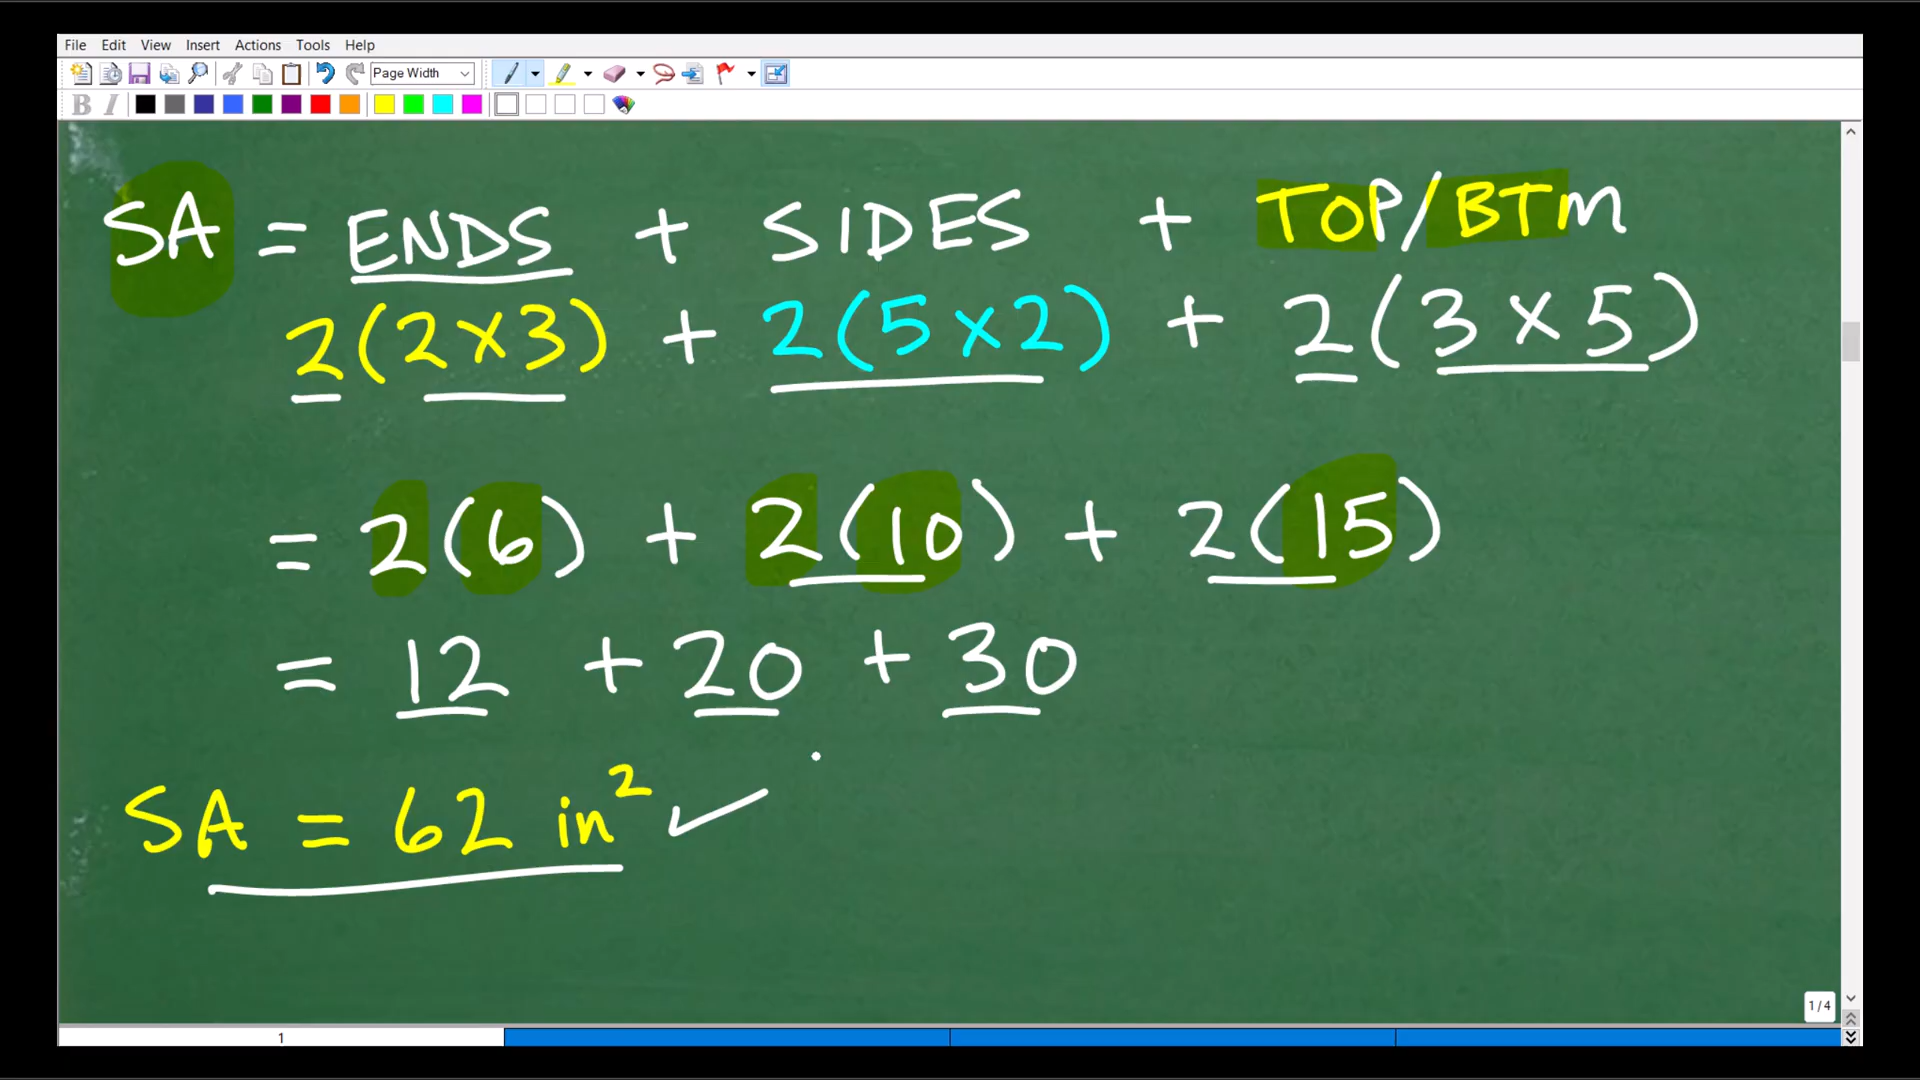 File Edit View Insert Actions Tools Help
Page Width
B I
SA = ENDS + SIDES + TOP/BTM
2(2×3) + 2(5×2) + 2(3×5)
= 2(6) + 2(10) + 2(15)
= 12 + 20 + 30
SA = 62 in²
1/4
1